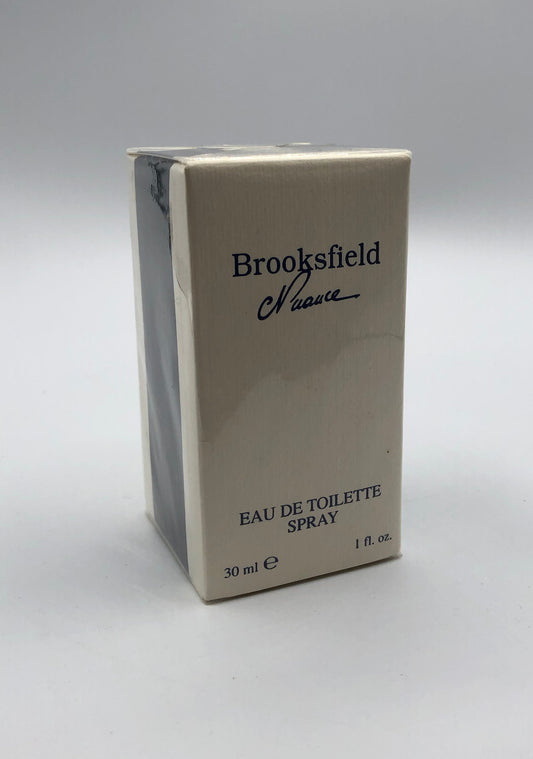 Brooksfield
Nuance
EAU DE TOILETTE
SPRAY
30 ml ℮
1 fl. oz.